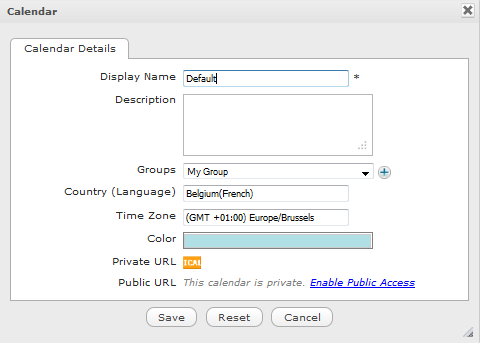 Calendar
Calendar Details
Display Name Default *
Description
Groups My Group
Country (Language) Belgium(French)
Time Zone (GMT +01:00) Europe/Brussels
Color
Private URL ICAL
Public URL This calendar is private. Enable Public Access
Save Reset Cancel